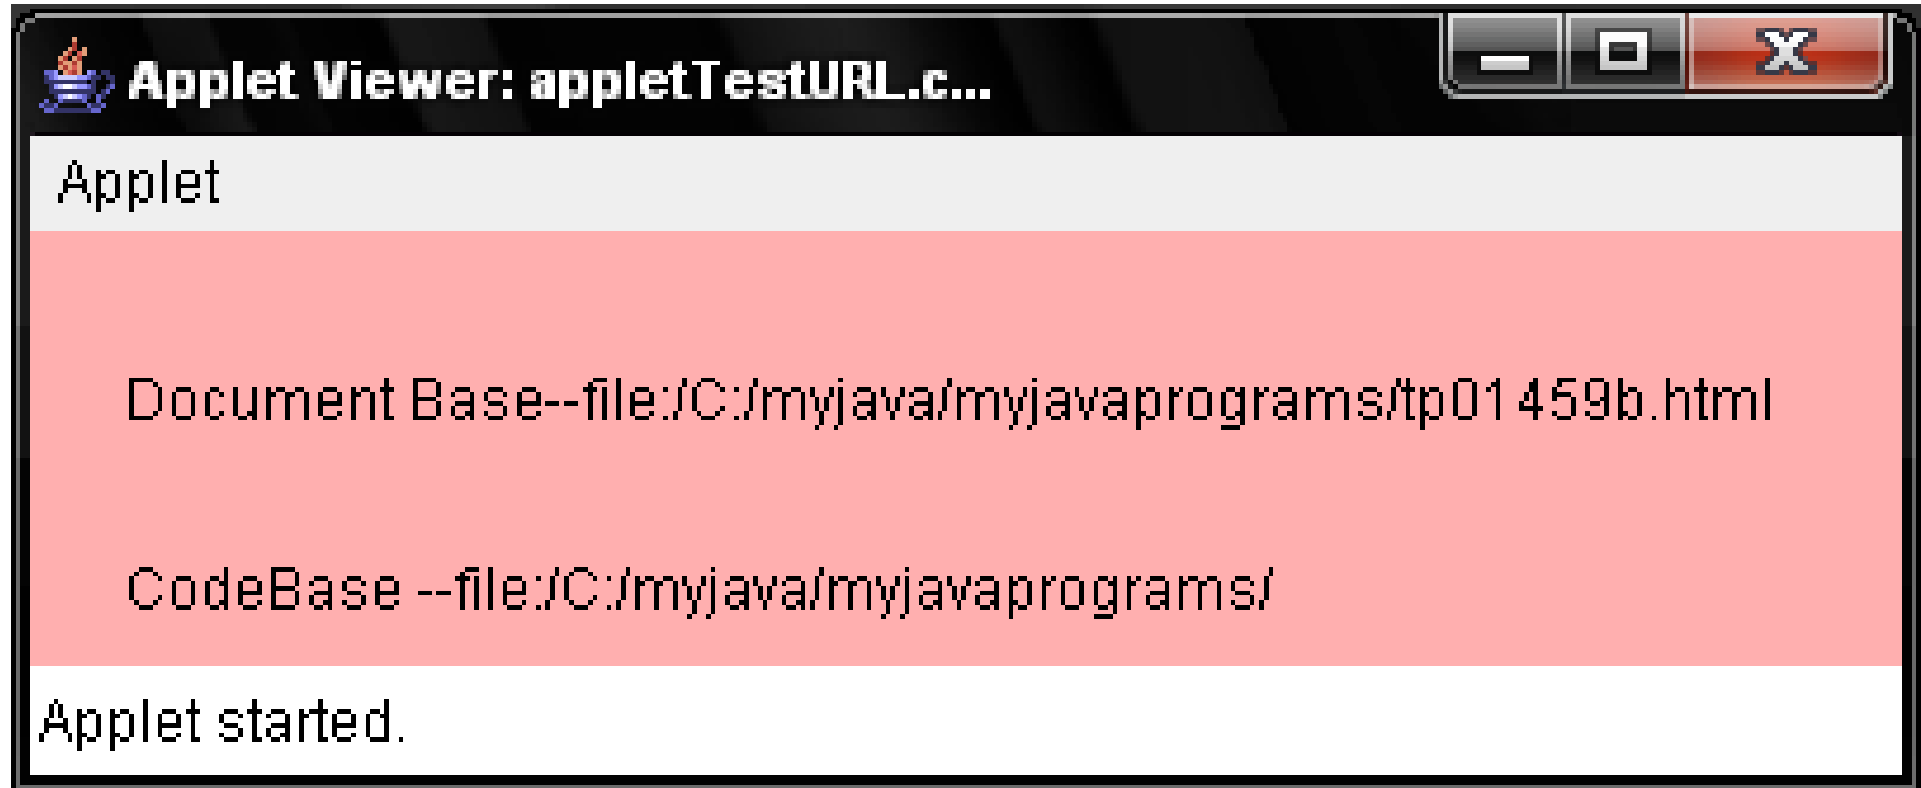 Applet Viewer: appletTestURL.c...
Applet
Document Base--file:/C:/myjava/myjavaprograms/tp01459b.html
CodeBase --file:/C:/myjava/myjavaprograms/
Applet started.